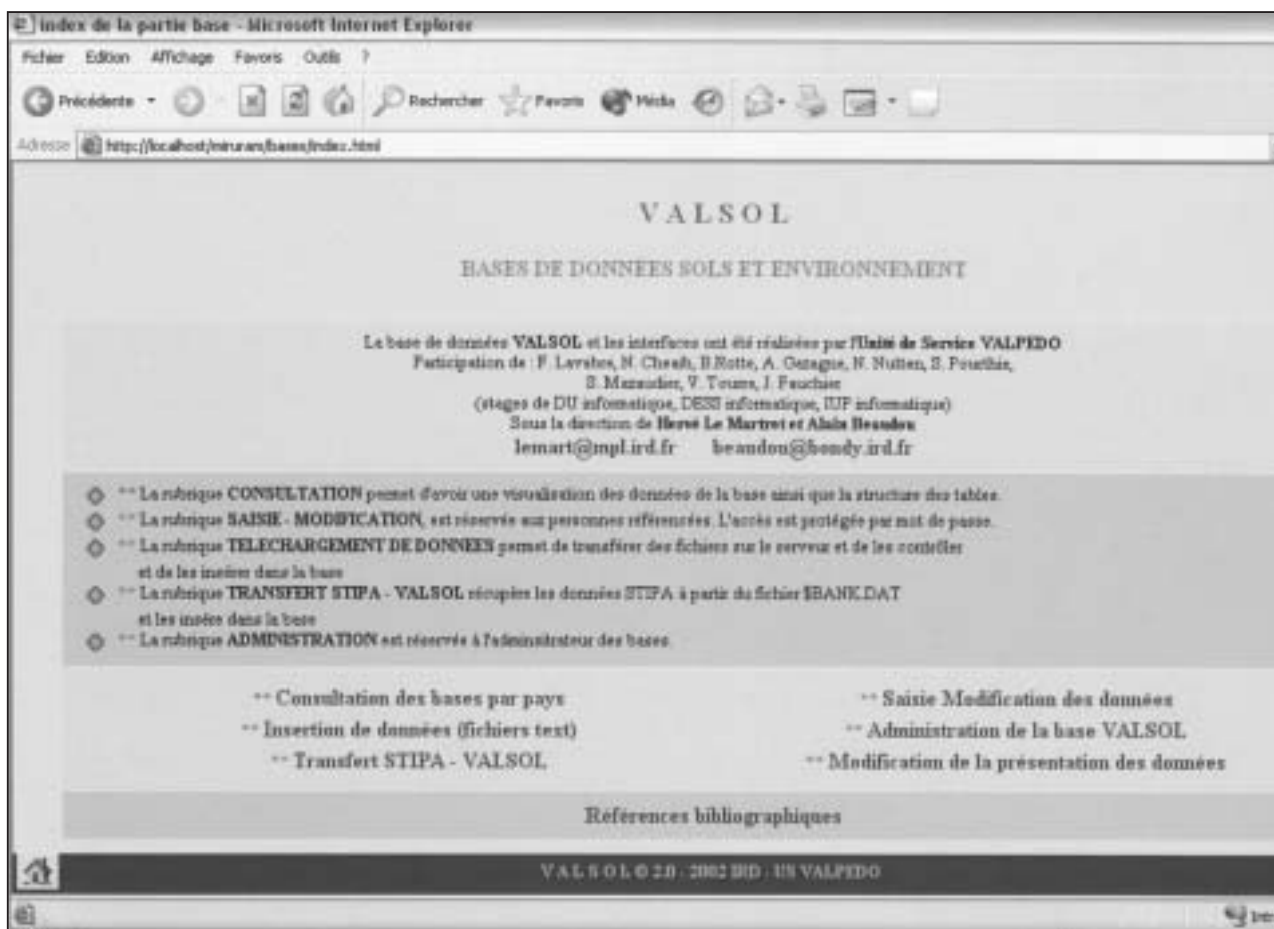 index de la partie base - Microsoft Internet Explorer
Fichier Edition Affichage Favoris Outils ?
Précédente Rechercher Favoris Média
Adresse http://localhost/miruram/bases/index.html
V A L S O L
BASES DE DONNEES SOLS ET ENVIRONNEMENT
La base de données VALSOL et les interfaces ont été réalisées par l'Unité de Service VALPEDO
Participation de : F. Lavabre, N. Cheaib, B.Rotte, A. Gazagne, N. Nutten, S. Pourthie,
S. Mazaudier, V. Tourre, J. Fauchier
(stages de DU informatique, DESS informatique, IUP informatique)
Sous la direction de Hervé Le Martret et Alain Beaudou
lemart@mpl.ird.fr beaudou@bondy.ird.fr
** La rubrique CONSULTATION permet d'avoir une visualisation des données de la base ainsi que la structure des tables.
** La rubrique SAISIE - MODIFICATION, est réservée aux personnes référencées. L'accès est protégée par mot de passe.
** La rubrique TELECHARGEMENT DE DONNEES permet de transférer des fichiers sur le serveur et de les contrôler
et de les insérer dans la base
** La rubrique TRANSFERT STIPA - VALSOL récupère les données STIPA à partir du fichier $BANK.DAT
et les insère dans la base
** La rubrique ADMINISTRATION est réservée à l'administrateur des bases.
** Consultation des bases par pays ** Saisie Modification des données
** Insertion de données (fichiers text) ** Administration de la base VALSOL
** Transfert STIPA - VALSOL ** Modification de la présentation des données
Références bibliographiques
V A L S O L © 2.0 - 2002 IRD - US VALPEDO